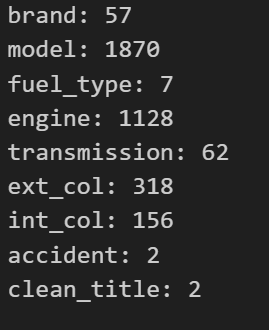 brand: 57
model: 1870
fuel_type: 7
engine: 1128
transmission: 62
ext_col: 318
int_col: 156
accident: 2
clean_title: 2